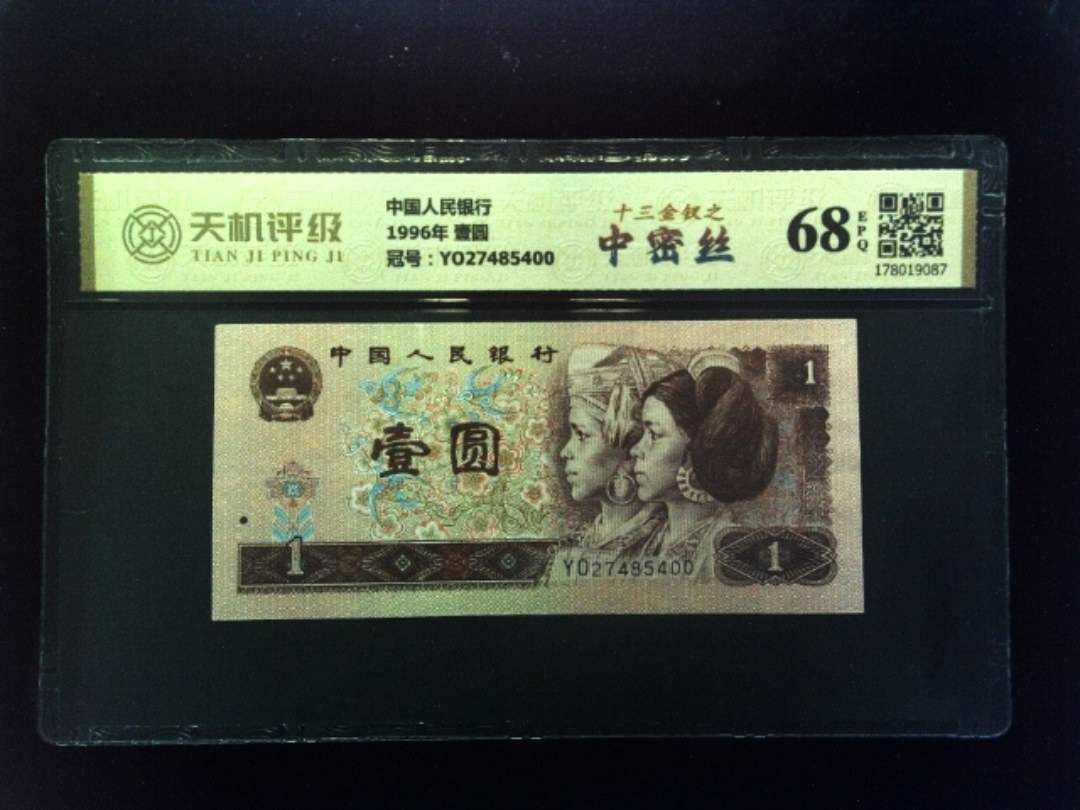 天机评级
TIAN JI PING JI
中国人民银行
1996年 壹圆
冠号：YO27485400
十三金钗之
中密丝
68
EPQ
178019087
中国人民银行
1
壹圆
1
YO27485400
1